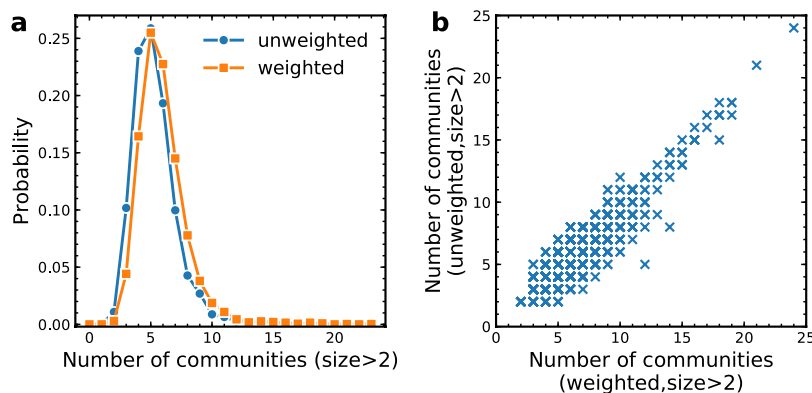 a
unweighted
weighted
Probability
0.00
0.05
0.10
0.15
0.20
0.25
0 5 10 15 20
Number of communities (size>2)
b
Number of communities
(unweighted,size>2)
0
5
10
15
20
25
0 5 10 15 20 25
Number of communities
(weighted,size>2)